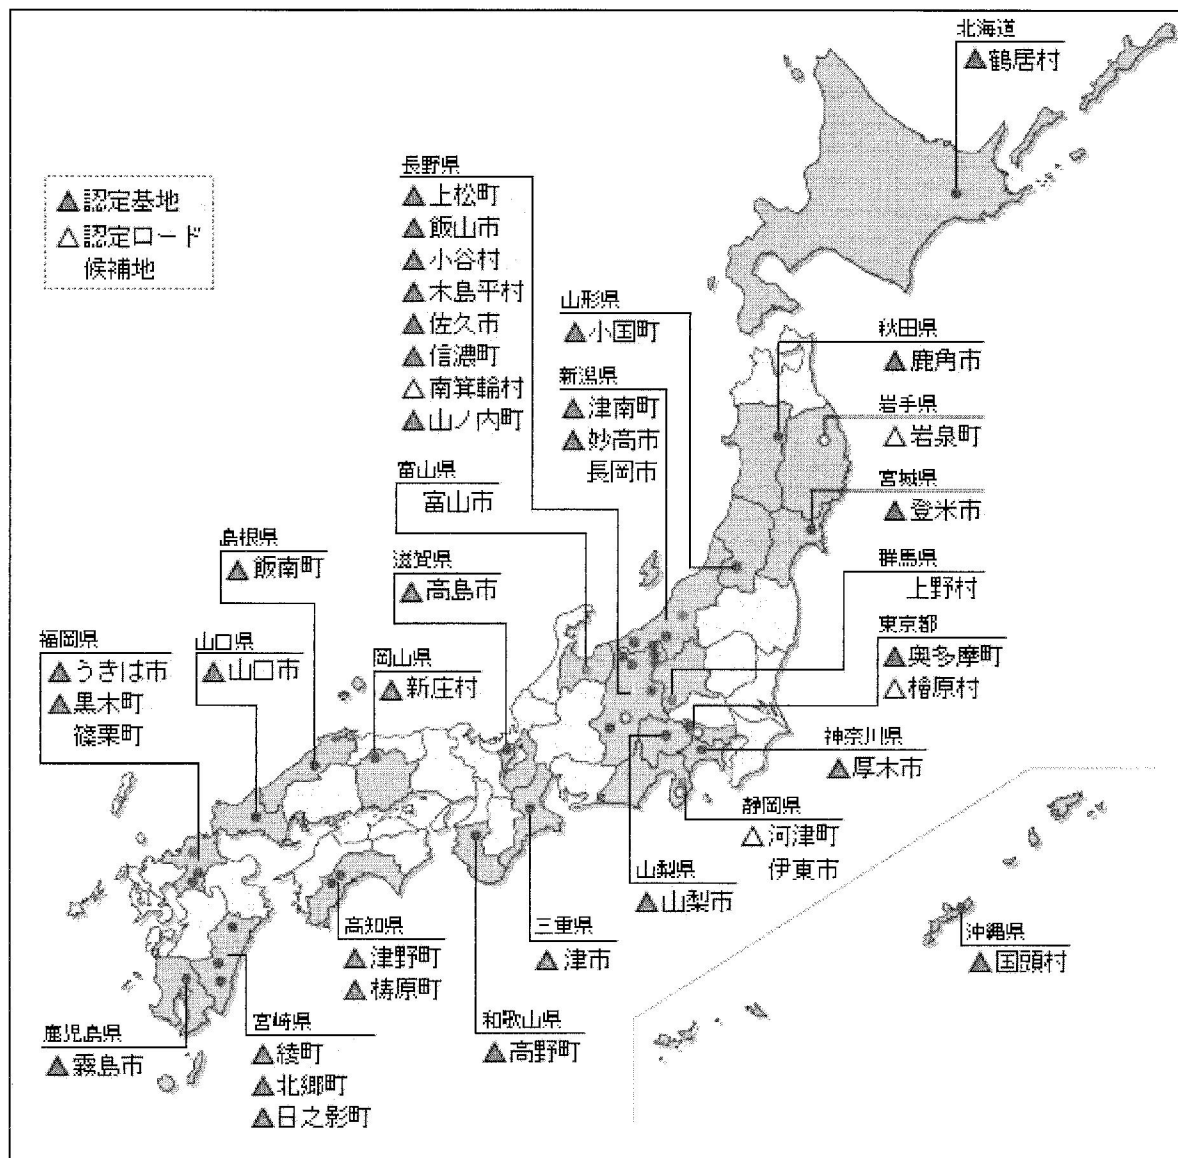 北海道
▲鶴居村
▲認定基地
△認定ロード
候補地
長野県
▲上松町
▲飯山市
▲小谷村
▲木島平村
▲佐久市
▲信濃町
△南箕輪村
▲山ノ内町
山形県
▲小国町
新潟県
▲津南町
▲妙高市
長岡市
秋田県
▲鹿角市
岩手県
△岩泉町
宮城県
▲登米市
群馬県
上野村
東京都
▲奥多摩町
△檜原村
神奈川県
▲厚木市
静岡県
△河津町
伊東市
山梨県
▲山梨市
富山県
富山市
滋賀県
▲高島市
島根県
▲飯南町
岡山県
▲新庄村
山口県
▲山口市
福岡県
▲うきは市
▲黒木町
篠栗町
高知県
▲津野町
▲梼原町
三重県
▲津市
和歌山県
▲高野町
宮崎県
▲綾町
▲北郷町
▲日之影町
鹿児島県
▲霧島市
沖縄県
▲国頭村